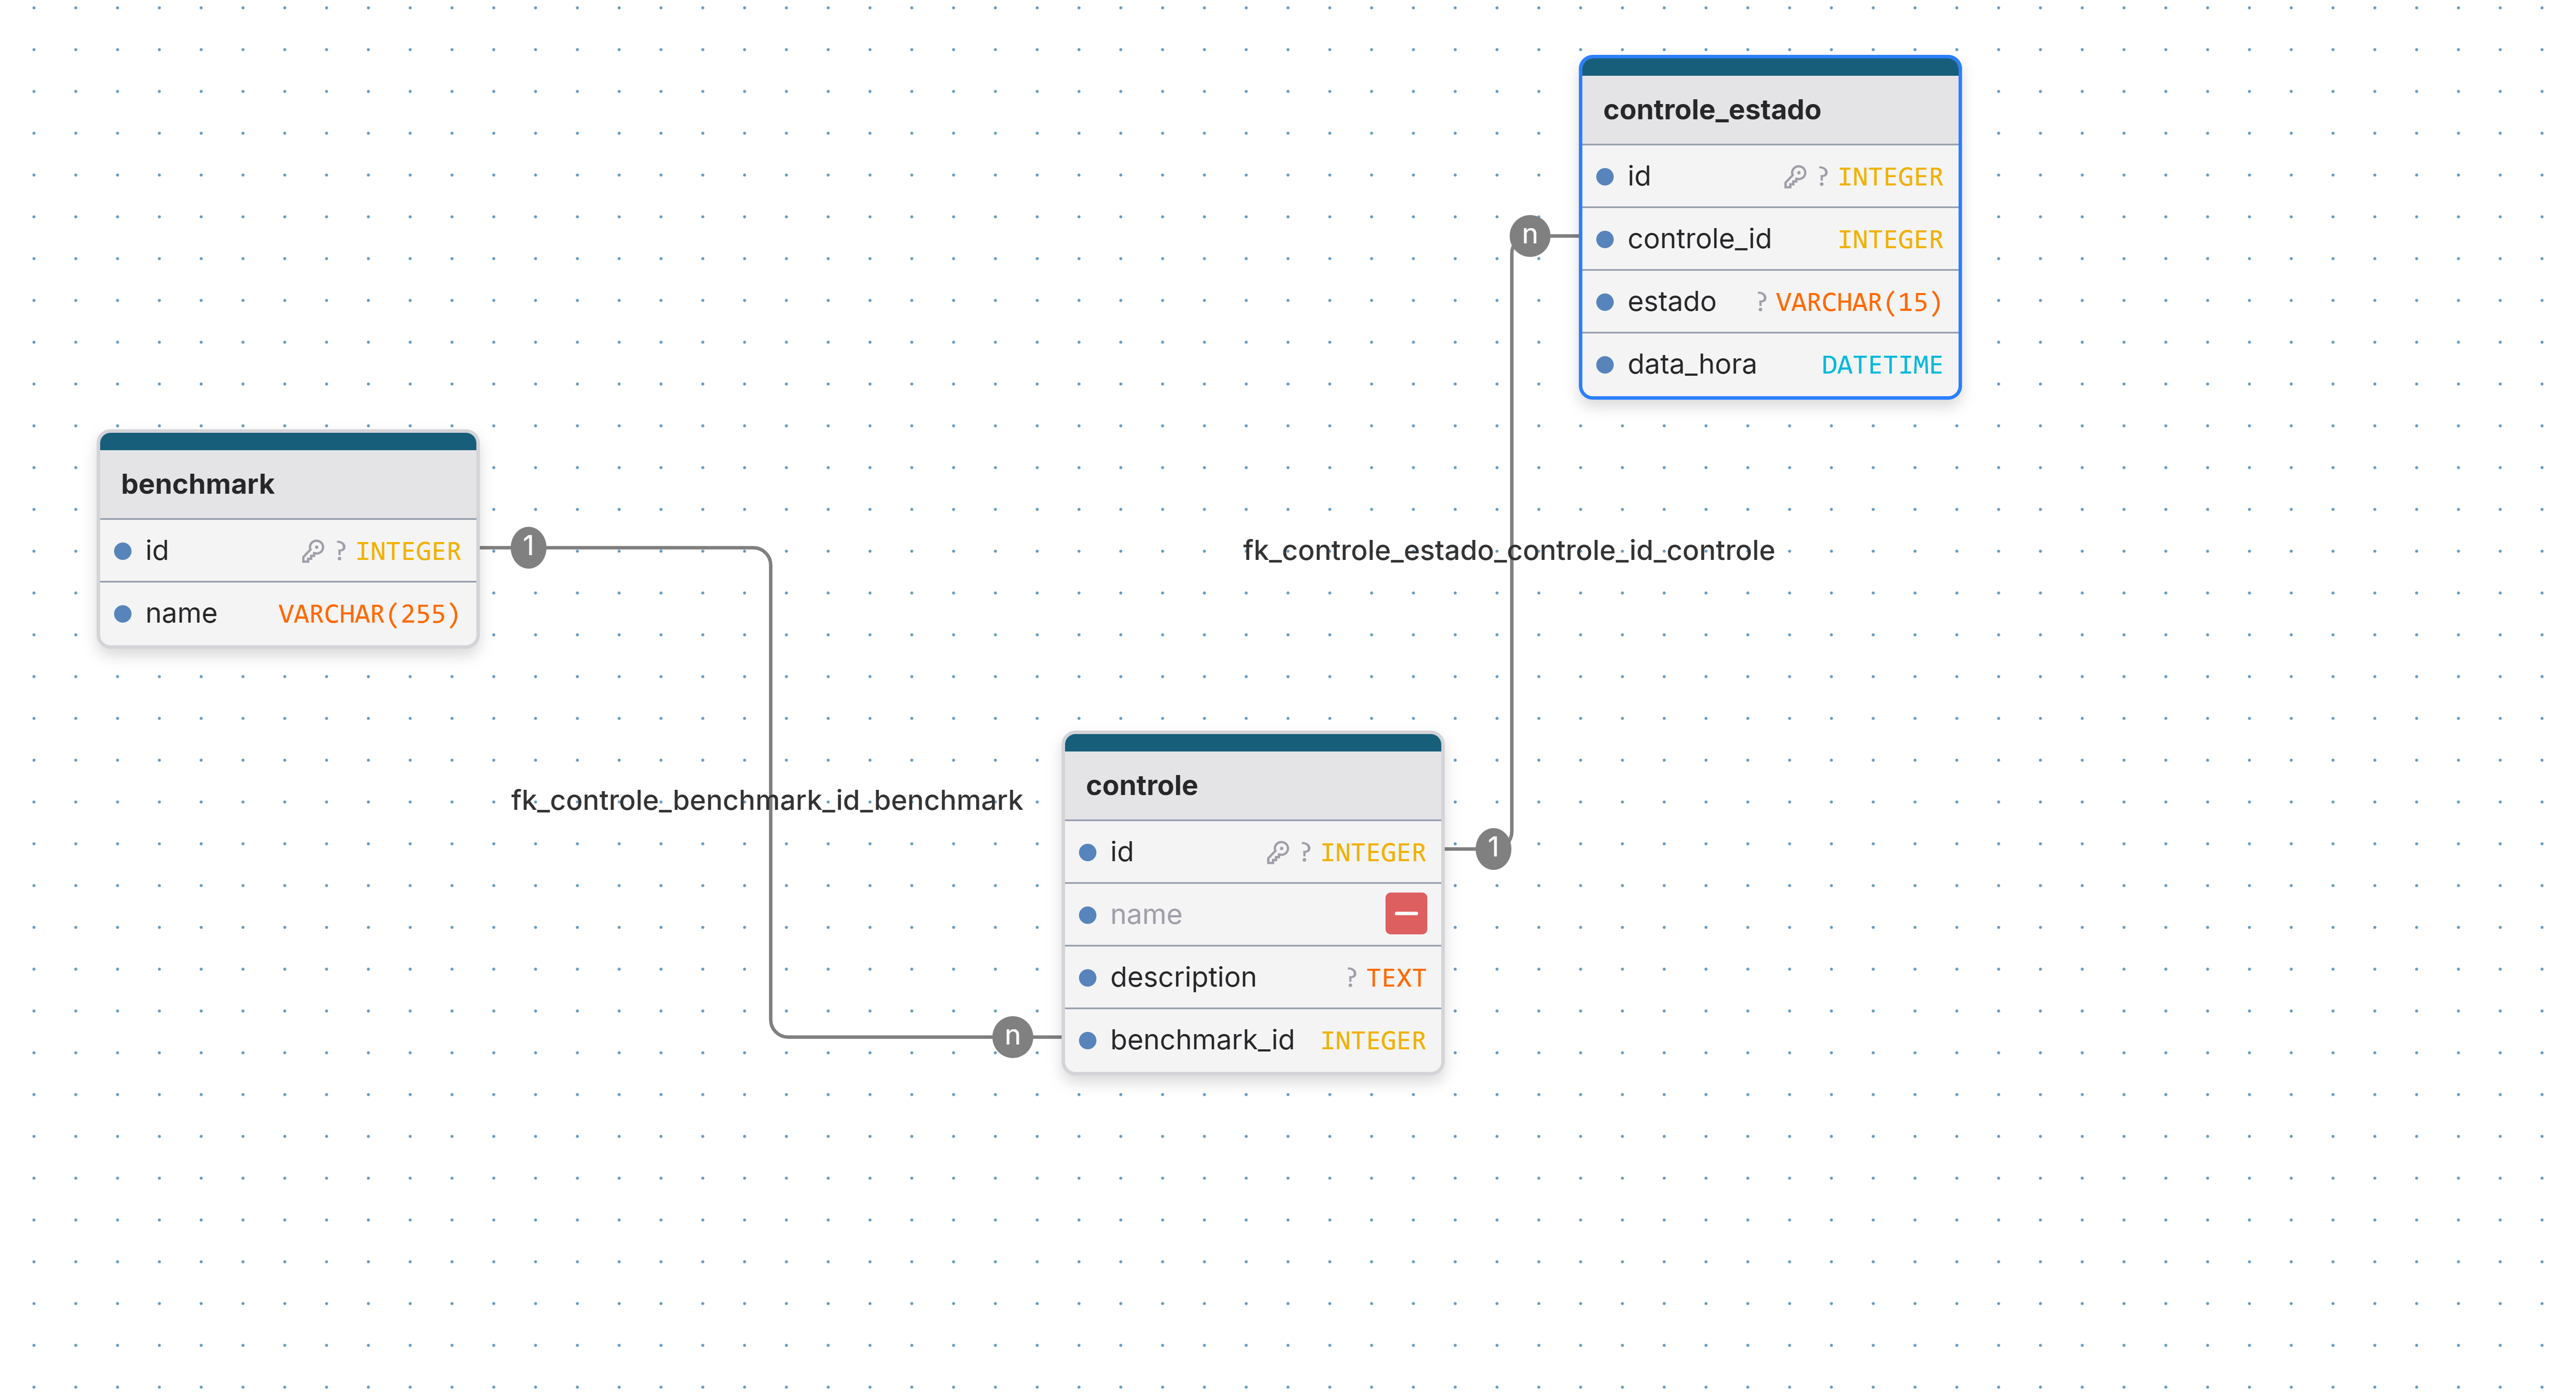 controle_estado
id ? INTEGER
controle_id INTEGER
estado ? VARCHAR(15)
data_hora DATETIME
n
benchmark
id ? INTEGER
name VARCHAR(255)
1
fk_controle_estado_controle_id_controle
fk_controle_benchmark_id_benchmark
controle
id ? INTEGER
name
description ? TEXT
benchmark_id INTEGER
1
n